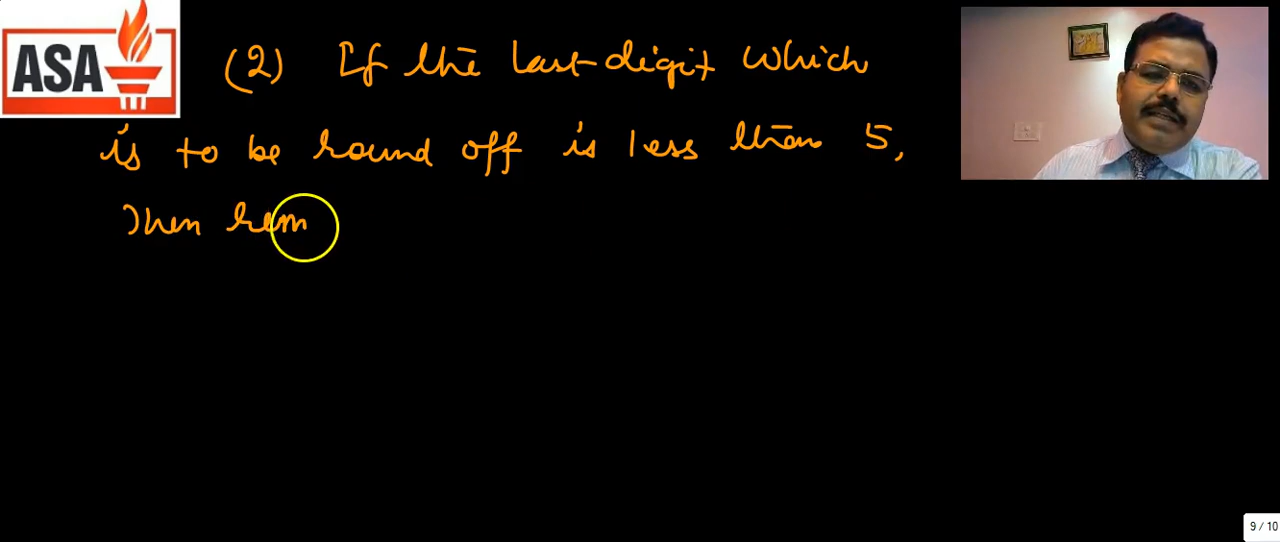 ASA
(2) If the last digit which
is to be round off is less than 5,
Then rem
9 / 10